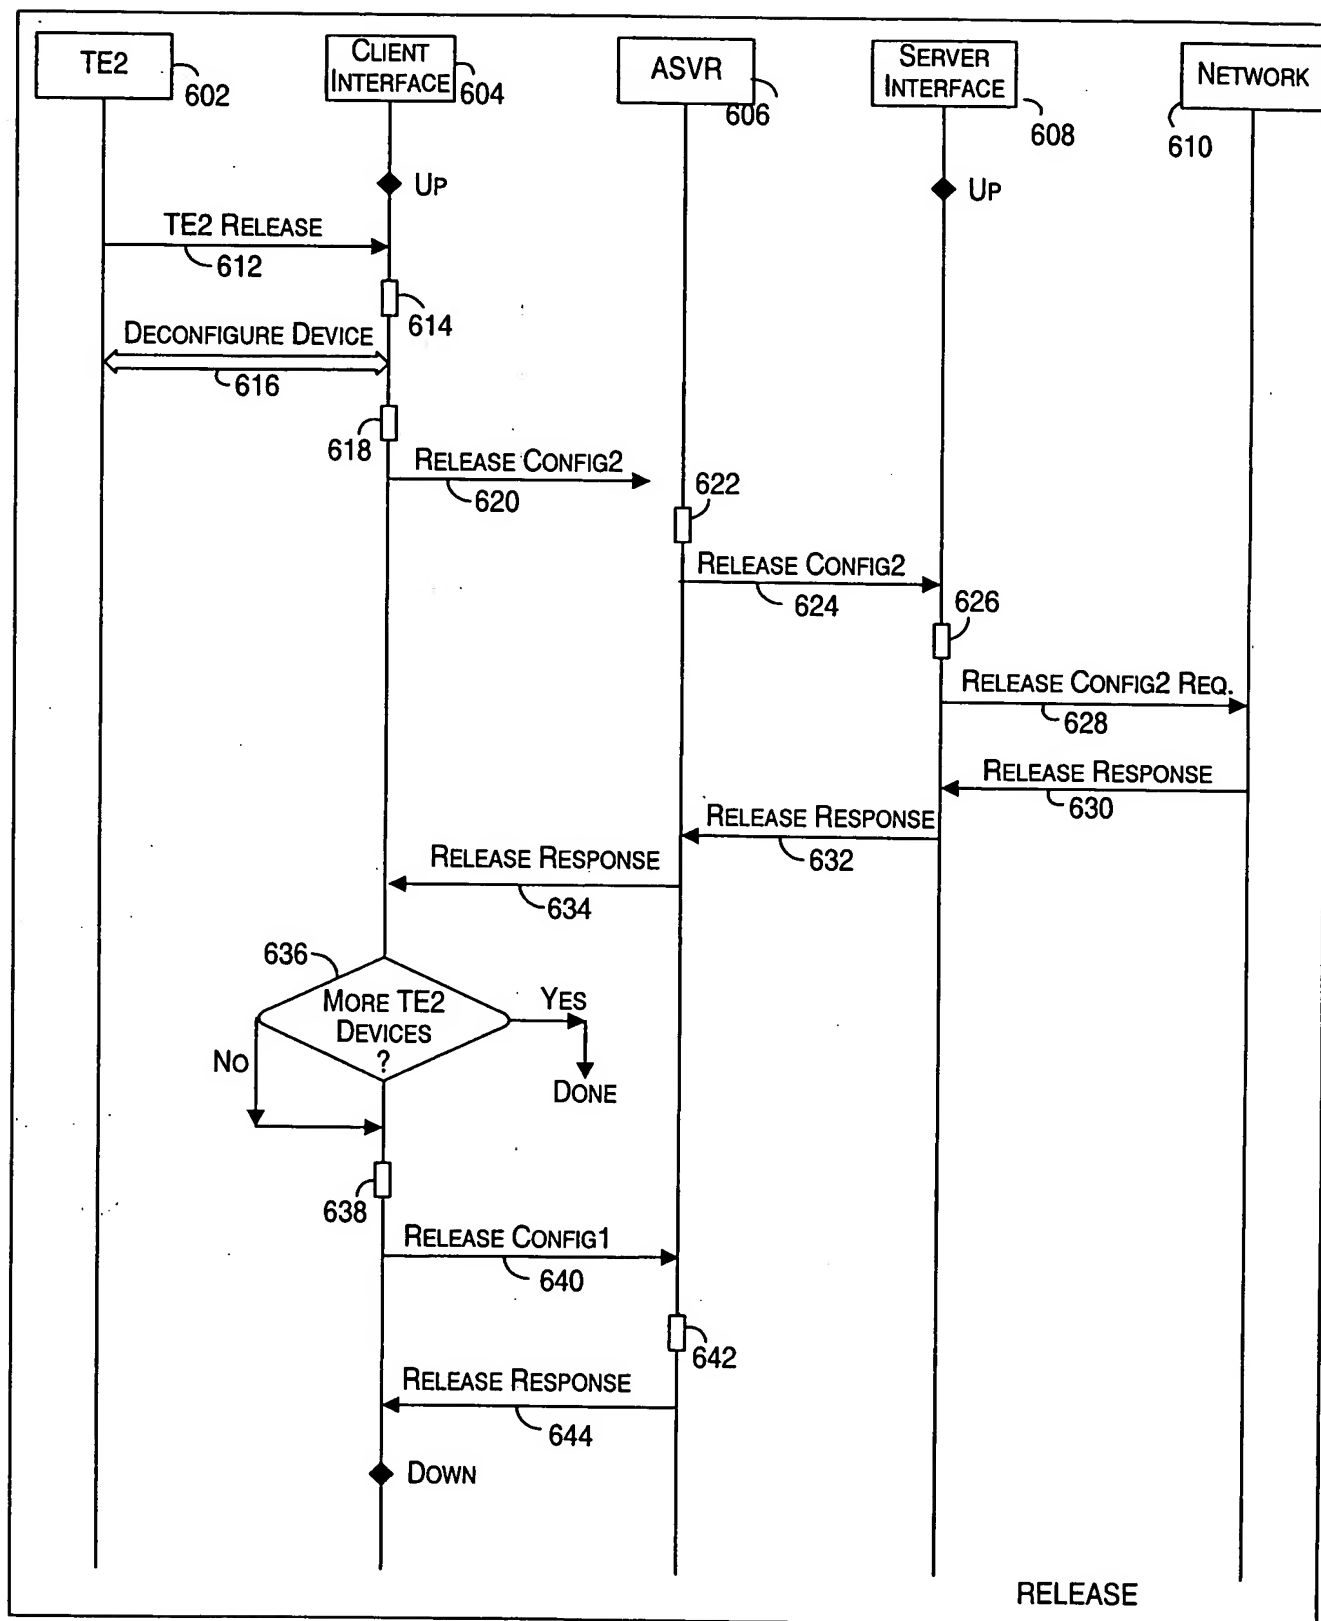 TE2
602
CLIENT
INTERFACE
604
ASVR
606
SERVER
INTERFACE
608
NETWORK
610
UP
UP
TE2 RELEASE
612
614
DECONFIGURE DEVICE
616
618
RELEASE CONFIG2
620
622
RELEASE CONFIG2
624
626
RELEASE CONFIG2 REQ.
628
RELEASE RESPONSE
630
RELEASE RESPONSE
632
RELEASE RESPONSE
634
636
MORE TE2
DEVICES
?
YES
NO
DONE
638
RELEASE CONFIG1
640
642
RELEASE RESPONSE
644
DOWN
RELEASE